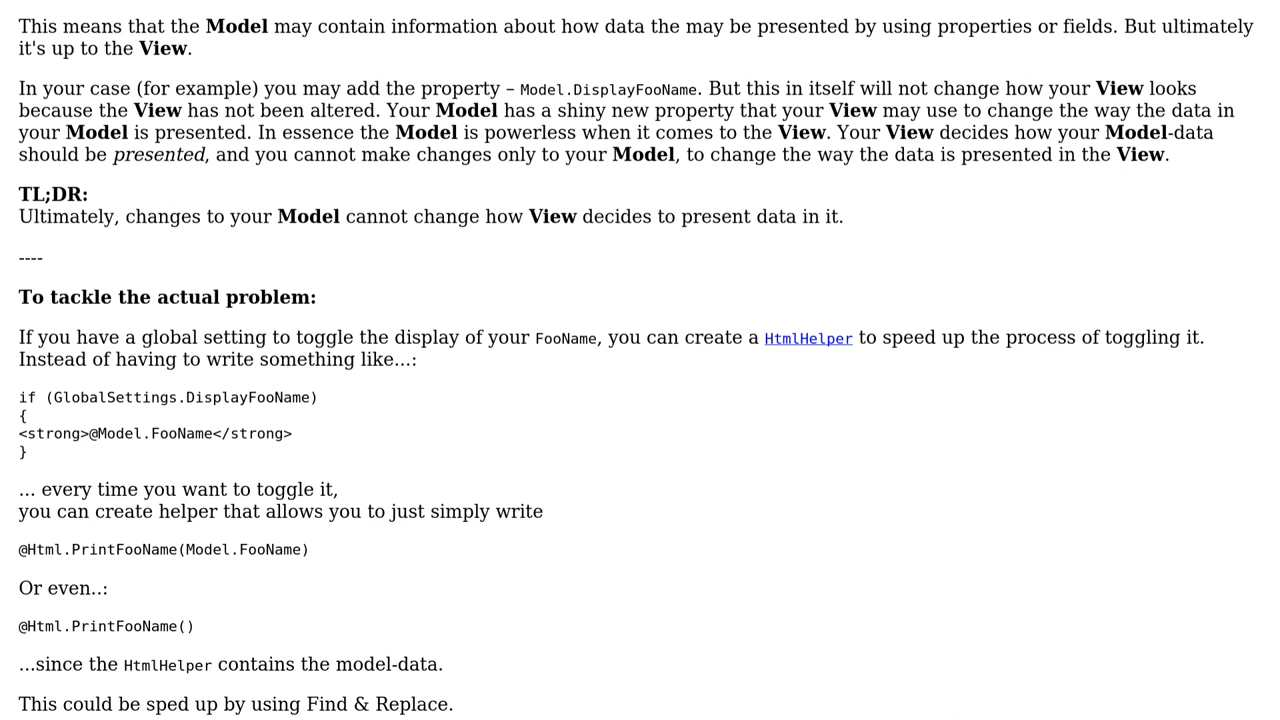 This means that the Model may contain information about how data the may be presented by using properties or fields. But ultimately
it's up to the View.
In your case (for example) you may add the property – Model.DisplayFooName. But this in itself will not change how your View looks
because the View has not been altered. Your Model has a shiny new property that your View may use to change the way the data in
your Model is presented. In essence the Model is powerless when it comes to the View. Your View decides how your Model-data
should be presented, and you cannot make changes only to your Model, to change the way the data is presented in the View.
TL;DR:
Ultimately, changes to your Model cannot change how View decides to present data in it.
----
To tackle the actual problem:
If you have a global setting to toggle the display of your FooName, you can create a HtmlHelper to speed up the process of toggling it.
Instead of having to write something like...:
if (GlobalSettings.DisplayFooName)
{
<strong>@Model.FooName</strong>
}
... every time you want to toggle it,
you can create helper that allows you to just simply write
@Html.PrintFooName(Model.FooName)
Or even..:
@Html.PrintFooName()
...since the HtmlHelper contains the model-data.
This could be sped up by using Find & Replace.